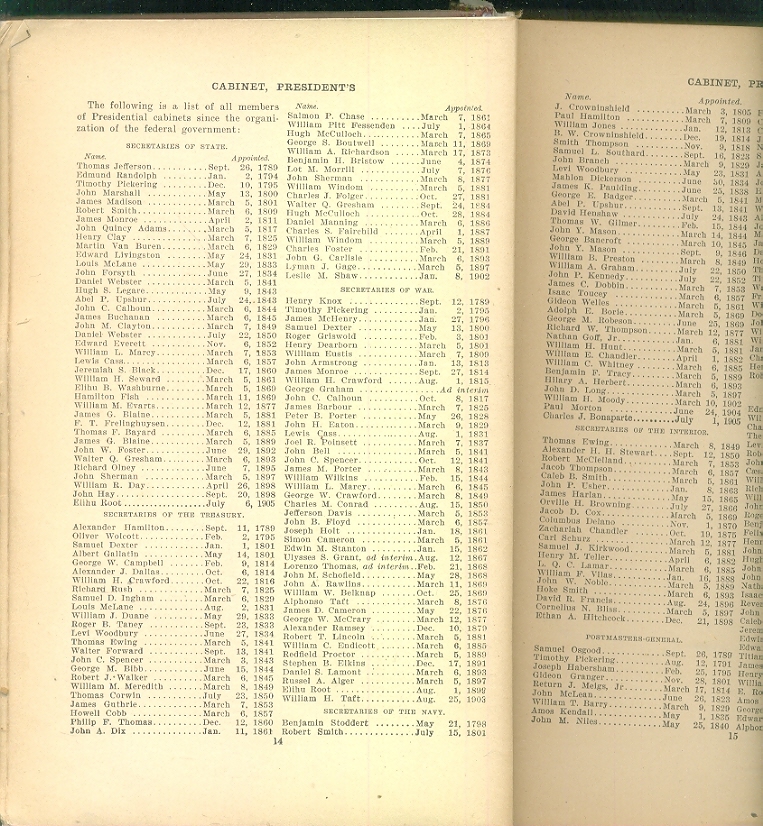 CABINET, PRESIDENT'S
The following is a list of all members
of Presidential cabinets since the organi-
zation of the federal government:
SECRETARIES OF STATE.
Name. Appointed.
Thomas Jefferson........Sept. 26, 1789
Edmund Randolph........Jan. 2, 1794
Timothy Pickering.......Dec. 10, 1795
John Marshall...........May 13, 1800
James Madison..........March 5, 1801
Robert Smith...........March 6, 1809
James Monroe..........April 2, 1811
John Quincy Adams......March 5, 1817
Henry Clay.............March 7, 1825
Martin Van Buren.......March 6, 1829
Edward Livingston.......May 24, 1831
Louis McLane...........May 29, 1833
John Forsyth............June 27, 1834
Daniel Webster..........March 5, 1841
Hugh S. Legare..........May 9, 1843
Abel P. Upshur..........July 24, 1843
John C. Calhoun.........March 6, 1844
James Buchanan.........March 6, 1845
John M. Clayton.........March 7, 1849
Daniel Webster..........July 22, 1850
Edward Everett..........Nov. 6, 1852
William L. Marcy........March 7, 1853
Lewis Cass..............March 6, 1857
Jeremiah S. Black........Dec. 17, 1860
William H. Seward.......March 5, 1861
Elihu B. Washburne......March 5, 1869
Hamilton Fish...........March 11, 1869
William M. Evarts........March 12, 1877
James G. Blaine..........March 5, 1881
F. T. Frelinghuysen......Dec. 12, 1881
Thomas F. Bayard........March 6, 1885
James G. Blaine..........March 5, 1889
John W. Foster..........June 29, 1892
Walter Q. Gresham.......March 6, 1893
Richard Olney...........June 7, 1895
John Sherman...........March 5, 1897
William R. Day..........April 26, 1898
John Hay...............Sept. 20, 1898
Elihu Root..............July 6, 1905
SECRETARIES OF THE TREASURY.
Alexander Hamilton......Sept. 11, 1789
Oliver Wolcott...........Feb. 2, 1795
Samuel Dexter...........Jan. 1, 1801
Albert Gallatin...........May 14, 1801
George W. Campbell......Feb. 9, 1814
Alexander J. Dallas.......Oct. 6, 1814
William H. Crawford......Oct. 22, 1816
Richard Rush............March 7, 1825
Samuel D. Ingham.......March 6, 1829
Louis McLane...........Aug. 2, 1831
William J. Duane.........May 29, 1833
Roger B. Taney..........Sept. 23, 1833
Levi Woodbury..........June 27, 1834
Thomas Ewing..........March 5, 1841
Walter Forward..........Sept. 13, 1841
John C. Spencer.........March 3, 1843
George M. Bibb..........June 15, 1844
Robert J. Walker.........March 6, 1845
William M. Meredith.....March 8, 1849
Thomas Corwin.........July 23, 1850
James Guthrie..........March 7, 1853
Howell Cobb............March 6, 1857
Philip F. Thomas.........Dec. 12, 1860
John A. Dix.............Jan. 11, 1861
Name. Appointed.
Salmon P. Chase........March 7, 1861
William Pitt Fessenden...July 1, 1864
Hugh McCulloch.........March 7, 1865
George S. Boutwell.......March 11, 1869
William A. Richardson....March 17, 1873
Benjamin H. Bristow.....June 4, 1874
Lot M. Morrill...........July 7, 1876
John Sherman...........March 8, 1877
William Windom.........March 5, 1881
Charles J. Folger.........Oct. 27, 1881
Walter Q. Gresham.......Sept. 24, 1884
Hugh McCulloch.........Oct. 28, 1884
Daniel Manning..........March 6, 1886
Charles S. Fairchild......April 1, 1887
William Windom.........March 5, 1889
Charles Foster...........Feb. 21, 1891
John G. Carlisle.........March 6, 1893
Lyman J. Gage..........March 5, 1897
Leslie M. Shaw..........Jan. 8, 1902
SECRETARIES OF WAR.
Henry Knox.............Sept. 12, 1789
Timothy Pickering.......Jan. 2, 1795
James McHenry.........Jan. 27, 1796
Samuel Dexter..........May 13, 1800
Roger Griswold..........Feb. 3, 1801
Henry Dearborn.........March 5, 1801
William Eustis..........March 7, 1809
John Armstrong.........Jan. 13, 1813
James Monroe..........Sept. 27, 1814
William H. Crawford.....Aug. 1, 1815
George Graham.........Ad interim
John C. Calhoun.........Oct. 8, 1817
James Barbour..........March 7, 1825
Peter B. Porter..........May 26, 1828
John H. Eaton..........March 9, 1829
Lewis Cass.............Aug. 1, 1831
Joel R. Poinsett.........March 7, 1837
John Bell..............March 5, 1841
John C. Spencer.........Oct. 12, 1841
James M. Porter.........March 8, 1843
William Wilkins.........Feb. 15, 1844
William L. Marcy........March 6, 1845
George W. Crawford.....March 8, 1849
Charles M. Conrad.......Aug. 15, 1850
Jefferson Davis..........March 5, 1853
John B. Floyd...........March 6, 1857
Joseph Holt.............Jan. 18, 1861
Simon Cameron.........March 5, 1861
Edwin M. Stanton.......Jan. 15, 1862
Ulysses S. Grant, ad interim..Aug. 12, 1867
Lorenzo Thomas, ad interim..Feb. 21, 1868
John M. Schofield.......May 28, 1868
John A. Rawlins.........March 11, 1869
William W. Belknap......Oct. 25, 1869
Alphonso Taft...........March 8, 1876
James D. Cameron......May 22, 1876
George W. McCrary......March 12, 1877
Alexander Ramsey......Dec. 10, 1879
Robert T. Lincoln........March 5, 1881
William C. Endicott......March 6, 1885
Redfield Proctor.........March 5, 1889
Stephen B. Elkins........Dec. 17, 1891
Daniel S. Lamont........March 6, 1893
Russel A. Alger..........March 5, 1897
Elihu Root..............Aug. 1, 1899
William H. Taft..........Aug. 25, 1903
SECRETARIES OF THE NAVY.
Benjamin Stoddert.......May 21, 1798
Robert Smith............July 15, 1801
14
CABINET, PR
Name. Appointed.
J. Crowninshield.........March 3, 1805
Paul Hamilton..........March 7, 1809
William Jones...........Jan. 12, 1813
B. W. Crowninshield......Dec. 19, 1814
Smith Thompson........Nov. 9, 1818
Samuel L. Southard......Sept. 16, 1823
John Branch............March 9, 1829
Levi Woodbury..........May 23, 1831
Mahlon Dickerson.......June 30, 1834
James K. Paulding.......June 25, 1838
George E. Badger........March 5, 1841
Abel P. Upshur..........Sept. 13, 1841
David Henshaw.........July 24, 1843
Thomas W. Gilmer......Feb. 15, 1844
John Y. Mason..........March 14, 1844
George Bancroft.........March 10, 1845
John Y. Mason..........Sept. 9, 1846
William B. Preston.......March 8, 1849
William A. Graham......July 22, 1850
John P. Kennedy........July 22, 1852
James C. Dobbin........March 7, 1853
Isaac Toucey...........March 6, 1857
Gideon Welles..........March 5, 1861
Adolph E. Borie.........March 5, 1869
George M. Robeson......June 25, 1869
Richard W. Thompson...March 12, 1877
Nathan Goff, Jr..........Jan. 6, 1881
William H. Hunt.........March 5, 1881
William E. Chandler......April 1, 1882
William C. Whitney......March 6, 1885
Benjamin F. Tracy.......March 5, 1889
Hilary A. Herbert........March 6, 1893
John D. Long...........March 5, 1897
William H. Moody.......March 10, 1902
Paul Morton............June 24, 1904
Charles J. Bonaparte.....July 1, 1905
SECRETARIES OF THE INTERIOR.
Thomas Ewing..........March 8, 1849
Alexander H. H. Stewart..Sept. 12, 1850
Robert McClelland.......March 7, 1853
Jacob Thompson........March 6, 1857
Caleb B. Smith..........March 5, 1861
John P. Usher...........Jan. 8, 1863
James Harlan...........May 15, 1865
Orville H. Browning......July 27, 1866
Jacob D. Cox............March 5, 1869
Columbus Delano........Nov. 1, 1870
Zachariah Chandler......Oct. 19, 1875
Carl Schurz.............March 12, 1877
Samuel J. Kirkwood......March 5, 1881
Henry M. Teller..........April 6, 1882
L. Q. C. Lamar..........March 6, 1885
William F. Vilas..........Jan. 16, 1888
John W. Noble..........March 5, 1889
Hoke Smith.............March 6, 1893
David R. Francis.........Aug. 24, 1896
Cornelius N. Bliss........March 5, 1897
Ethan A. Hitchcock......Dec. 21, 1898
POSTMASTERS-GENERAL.
Samuel Osgood..........Sept. 26, 1789
Timothy Pickering.......Aug. 12, 1791
Joseph Habersham......Feb. 25, 1795
Gideon Granger.........Nov. 28, 1801
Return J. Meigs, Jr.......March 17, 1814
John McLean...........June 26, 1823
William T. Barry.........March 9, 1829
Amos Kendall...........May 1, 1835
John M. Niles...........May 25, 1840
15